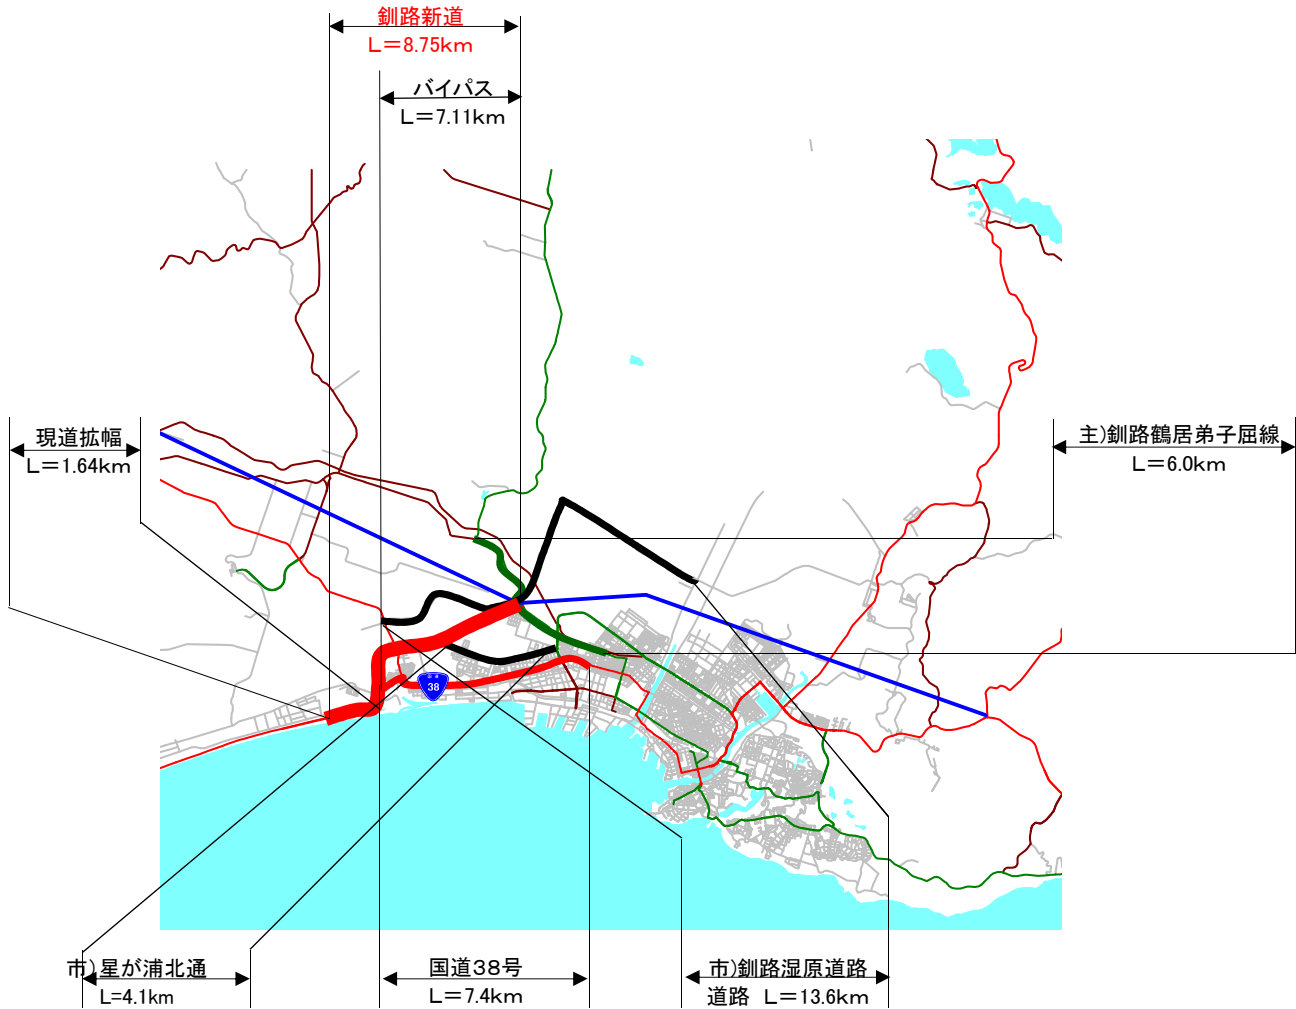 釧路新道
L=8.75km
バイパス
L=7.11km
現道拡幅
L=1.64km
主)釧路鶴居弟子屈線
L=6.0km
38
市)星が浦北通
L=4.1km
国道38号
L=7.4km
市)釧路湿原道路
道路 L=13.6km